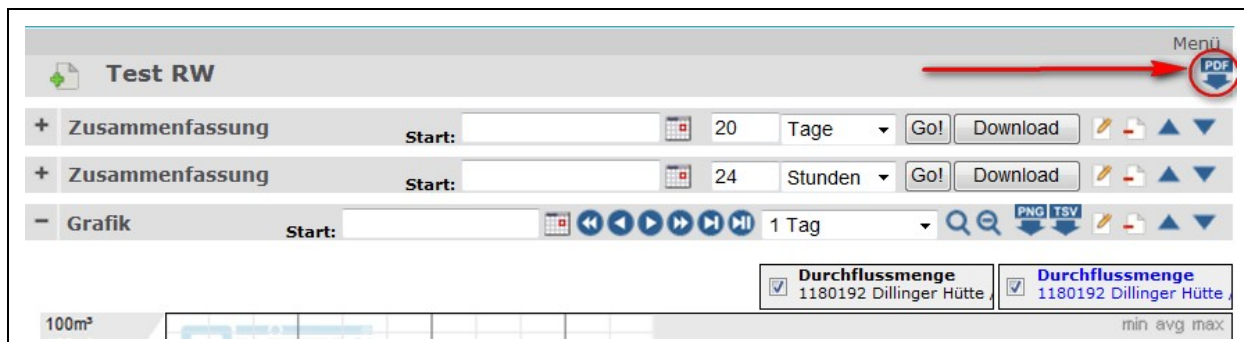 Menü
Test RW
PDF
+ Zusammenfassung Start: 20 Tage Go! Download
+ Zusammenfassung Start: 24 Stunden Go! Download
− Grafik Start: 1 Tag PNG TSV
Durchflussmenge Durchflussmenge
1180192 Dillinger Hütte / 1180192 Dillinger Hütte /
100m³ min avg max